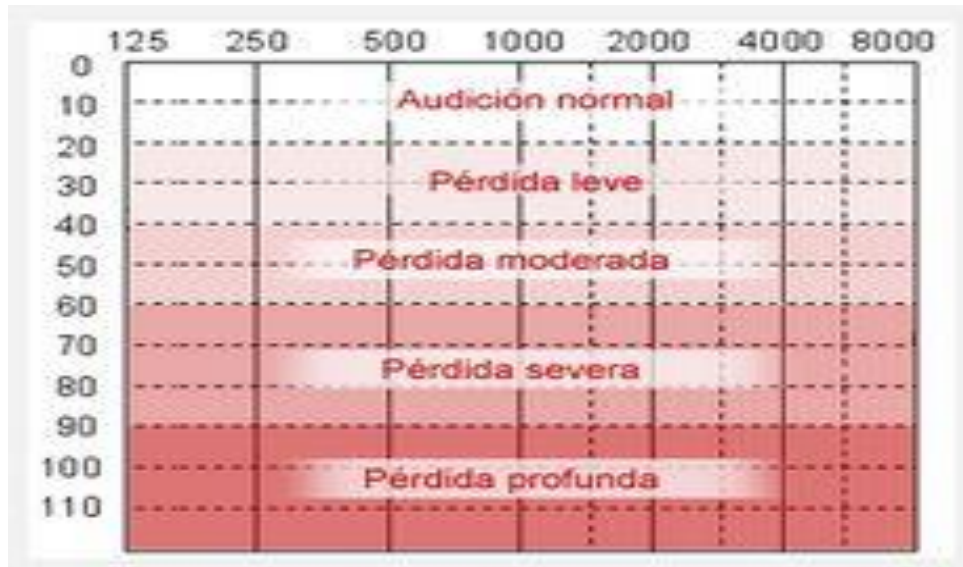 125 250 500 1000 2000 4000 8000
0
10 Audición normal
20
30 Pérdida leve
40
50 Pérdida moderada
60
70
80 Pérdida severa
90
100 Pérdida profunda
110